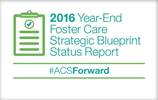 2016 Year-End
Foster Care
Strategic Blueprint
Status Report
#ACSForward